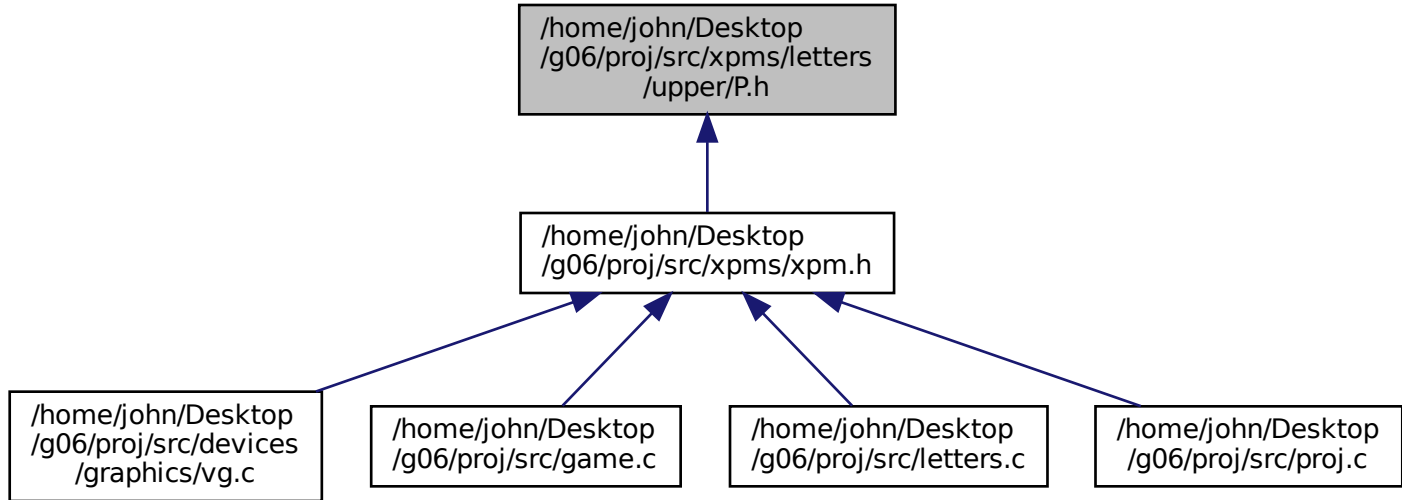 /home/john/Desktop
/g06/proj/src/xpms/letters
/upper/P.h
/home/john/Desktop
/g06/proj/src/xpms/xpm.h
/home/john/Desktop
/g06/proj/src/devices
/graphics/vg.c
/home/john/Desktop
/g06/proj/src/game.c
/home/john/Desktop
/g06/proj/src/letters.c
/home/john/Desktop
/g06/proj/src/proj.c